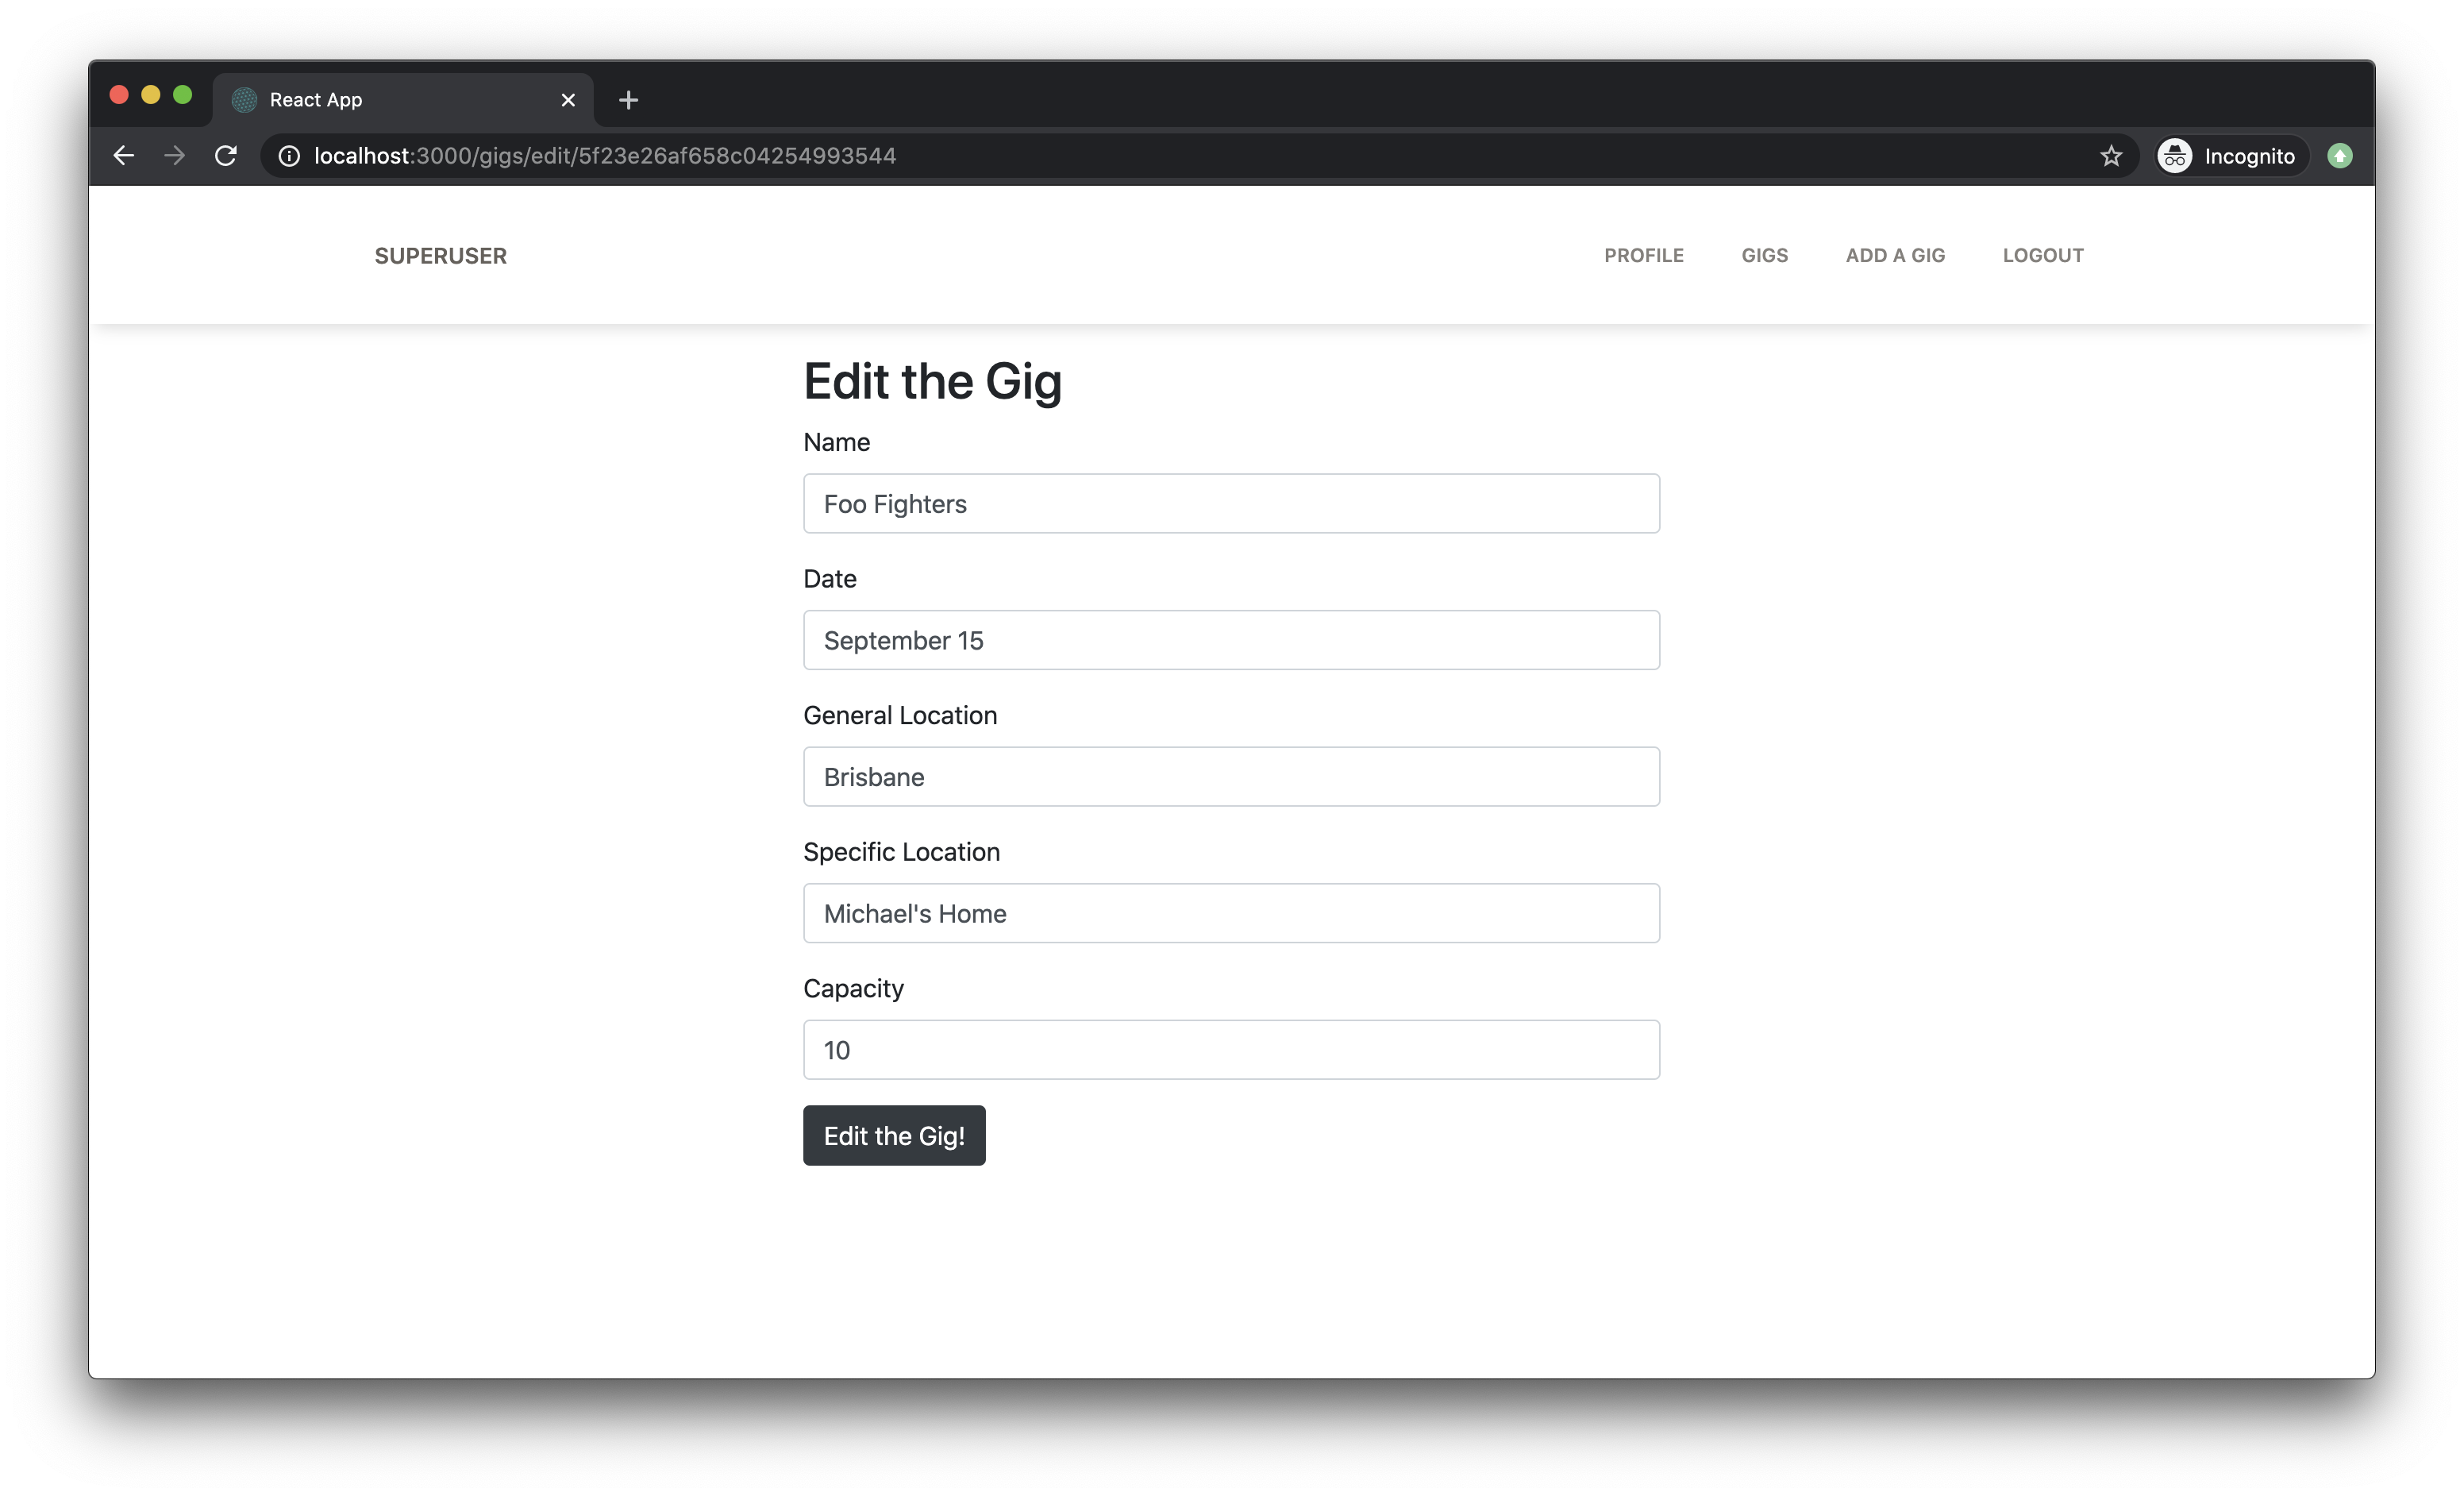 React App
localhost:3000/gigs/edit/5f23e26af658c04254993544
Incognito
SUPERUSER
PROFILE GIGS ADD A GIG LOGOUT
Edit the Gig
Name
Foo Fighters
Date
September 15
General Location
Brisbane
Specific Location
Michael's Home
Capacity
10
Edit the Gig!